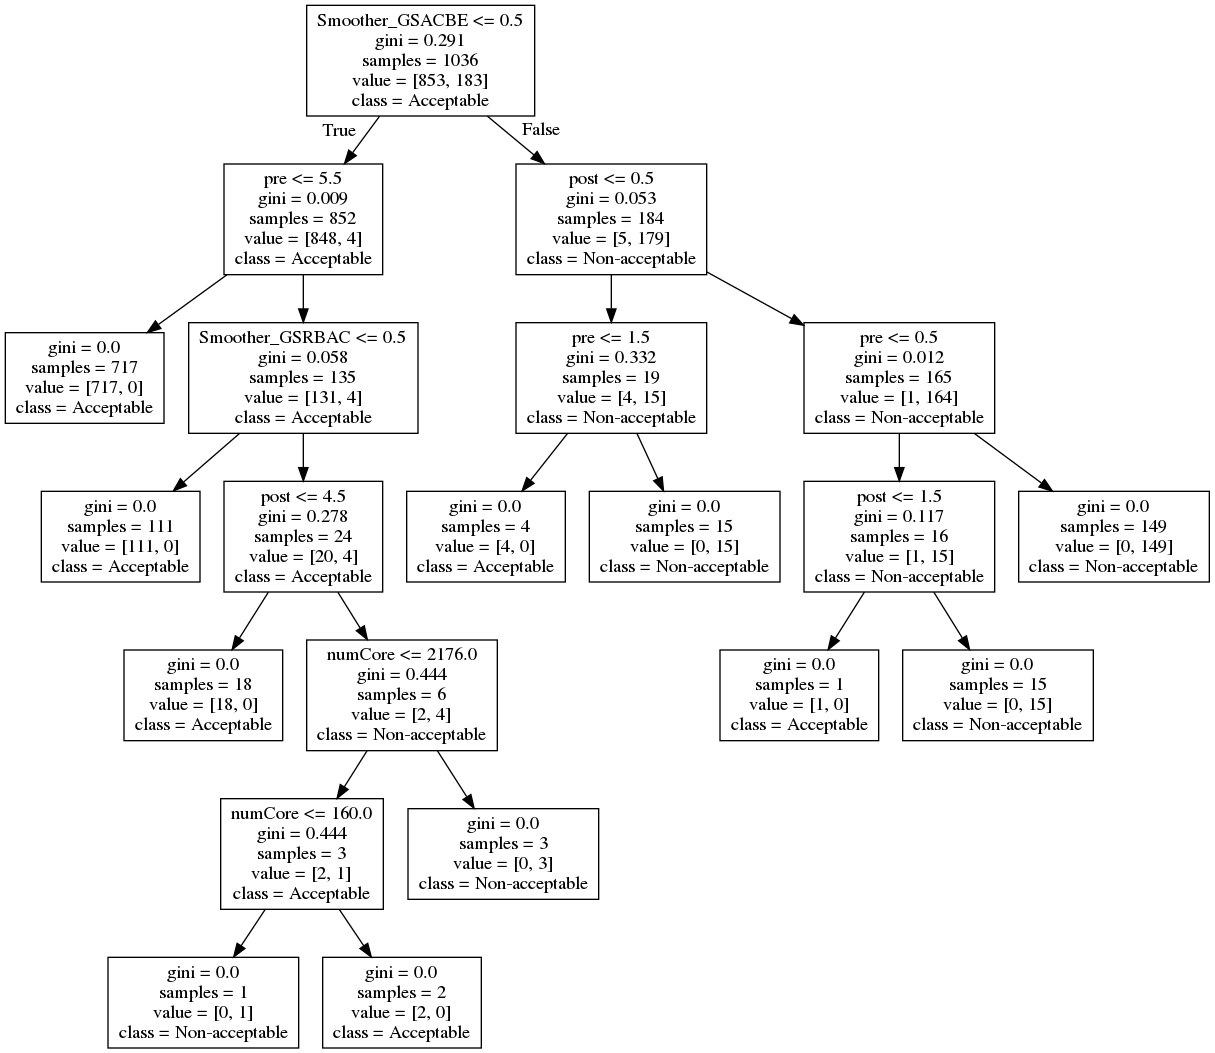 Smoother_GSACBE <= 0.5
gini = 0.291
samples = 1036
value = [853, 183]
class = Acceptable
True
False
pre <= 5.5
gini = 0.009
samples = 852
value = [848, 4]
class = Acceptable
post <= 0.5
gini = 0.053
samples = 184
value = [5, 179]
class = Non-acceptable
gini = 0.0
samples = 717
value = [717, 0]
class = Acceptable
Smoother_GSRBAC <= 0.5
gini = 0.058
samples = 135
value = [131, 4]
class = Acceptable
pre <= 1.5
gini = 0.332
samples = 19
value = [4, 15]
class = Non-acceptable
pre <= 0.5
gini = 0.012
samples = 165
value = [1, 164]
class = Non-acceptable
gini = 0.0
samples = 111
value = [111, 0]
class = Acceptable
post <= 4.5
gini = 0.278
samples = 24
value = [20, 4]
class = Acceptable
gini = 0.0
samples = 4
value = [4, 0]
class = Acceptable
gini = 0.0
samples = 15
value = [0, 15]
class = Non-acceptable
post <= 1.5
gini = 0.117
samples = 16
value = [1, 15]
class = Non-acceptable
gini = 0.0
samples = 149
value = [0, 149]
class = Non-acceptable
gini = 0.0
samples = 18
value = [18, 0]
class = Acceptable
numCore <= 2176.0
gini = 0.444
samples = 6
value = [2, 4]
class = Non-acceptable
gini = 0.0
samples = 1
value = [1, 0]
class = Acceptable
gini = 0.0
samples = 15
value = [0, 15]
class = Non-acceptable
numCore <= 160.0
gini = 0.444
samples = 3
value = [2, 1]
class = Acceptable
gini = 0.0
samples = 3
value = [0, 3]
class = Non-acceptable
gini = 0.0
samples = 1
value = [0, 1]
class = Non-acceptable
gini = 0.0
samples = 2
value = [2, 0]
class = Acceptable